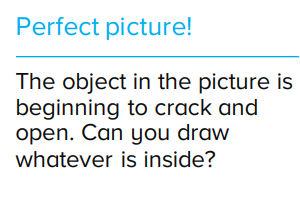 Perfect picture!
The object in the picture is
beginning to crack and
open. Can you draw
whatever is inside?